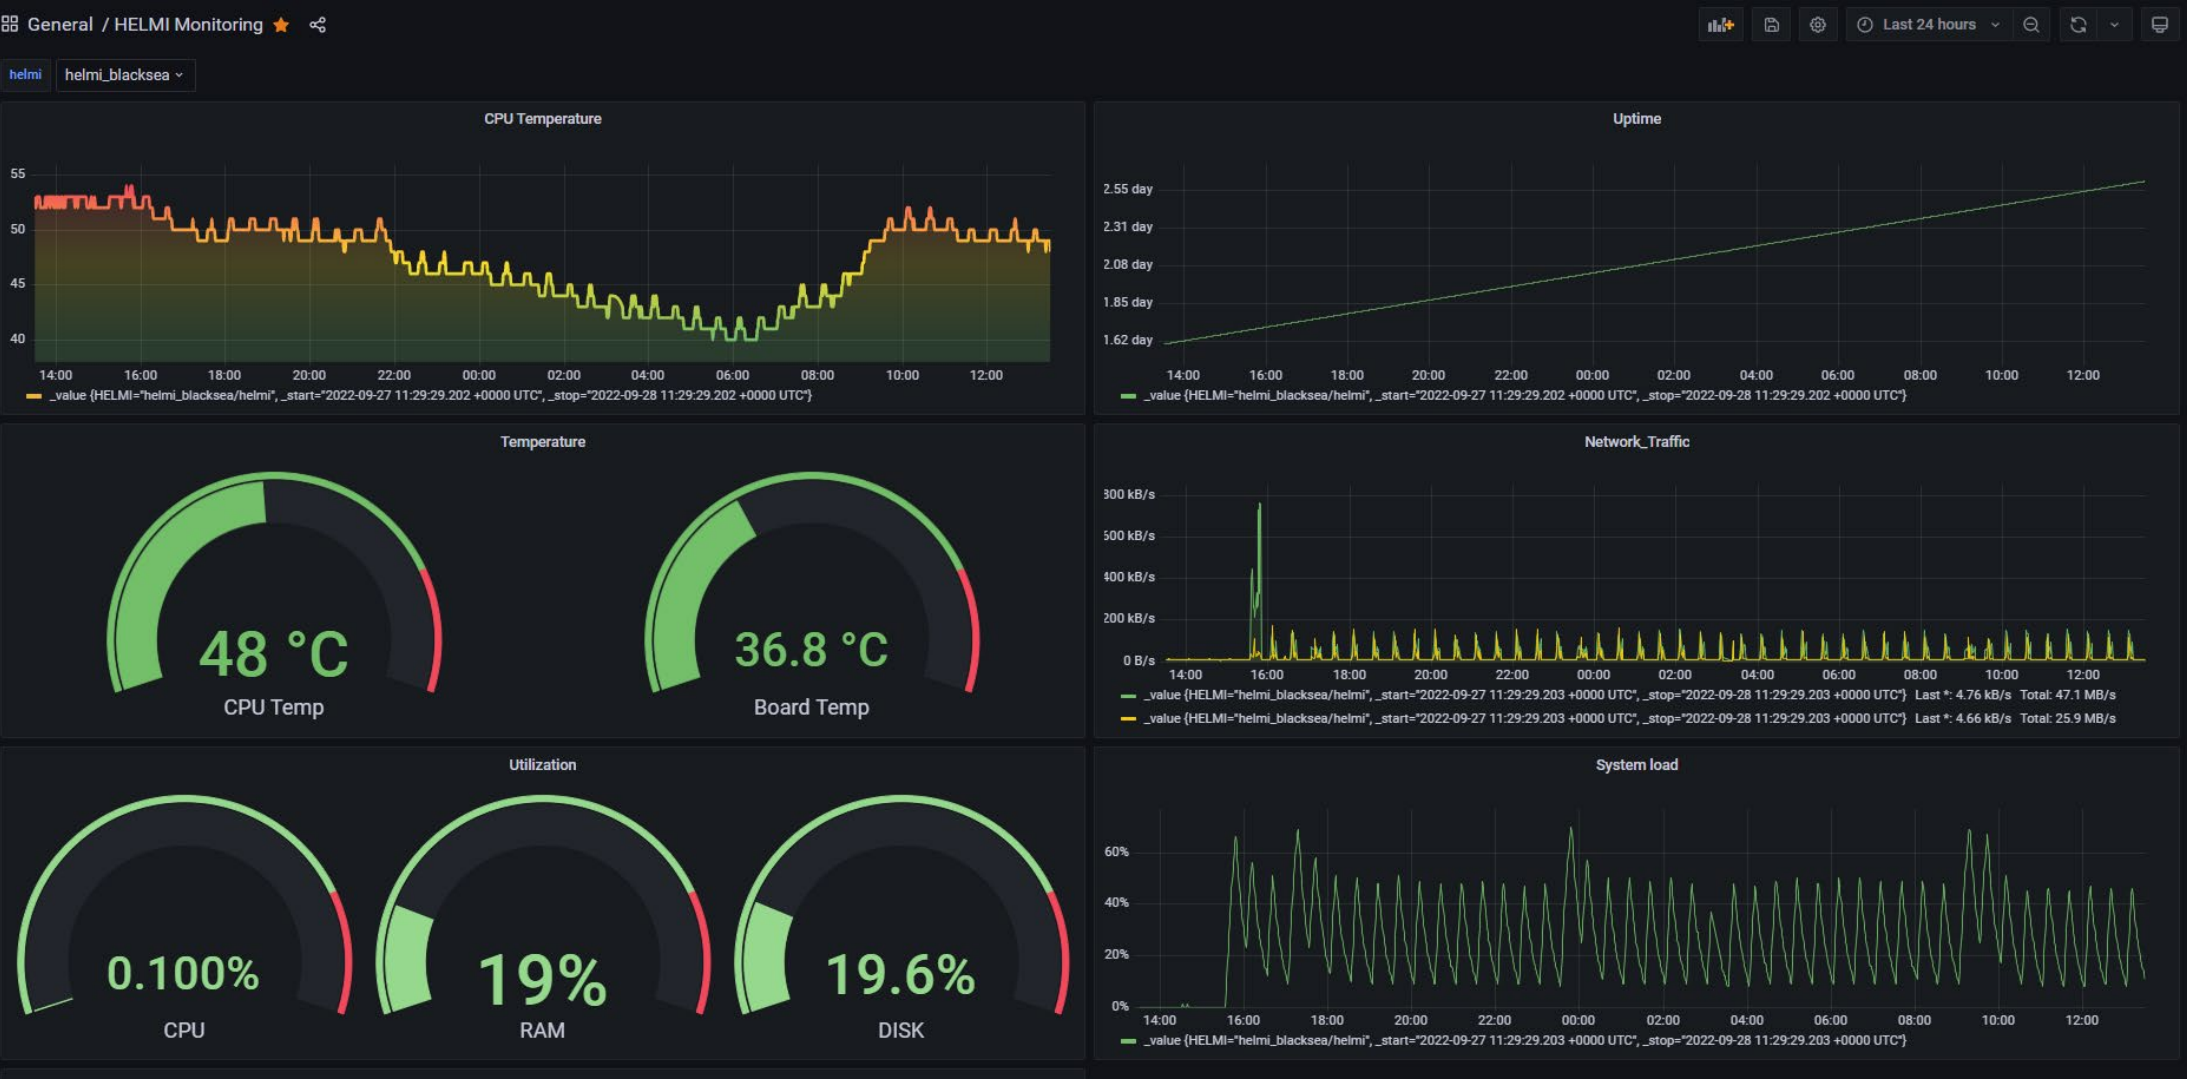 General / HELMI Monitoring
Last 24 hours
helmi helmi_blacksea
CPU Temperature
55
50
45
40
14:00 16:00 18:00 20:00 22:00 00:00 02:00 04:00 06:00 08:00 10:00 12:00
_value {HELMI="helmi_blacksea/helmi", _start="2022-09-27 11:29:29.202 +0000 UTC", _stop="2022-09-28 11:29:29.202 +0000 UTC"}
Uptime
2.55 day
2.31 day
2.08 day
1.85 day
1.62 day
14:00 16:00 18:00 20:00 22:00 00:00 02:00 04:00 06:00 08:00 10:00 12:00
_value {HELMI="helmi_blacksea/helmi", _start="2022-09-27 11:29:29.202 +0000 UTC", _stop="2022-09-28 11:29:29.202 +0000 UTC"}
Temperature
48 °C
CPU Temp
36.8 °C
Board Temp
Network_Traffic
800 kB/s
600 kB/s
400 kB/s
200 kB/s
0 B/s
14:00 16:00 18:00 20:00 22:00 00:00 02:00 04:00 06:00 08:00 10:00 12:00
_value {HELMI="helmi_blacksea/helmi", _start="2022-09-27 11:29:29.203 +0000 UTC", _stop="2022-09-28 11:29:29.203 +0000 UTC"} Last *: 4.76 kB/s Total: 47.1 MB/s
_value {HELMI="helmi_blacksea/helmi", _start="2022-09-27 11:29:29.203 +0000 UTC", _stop="2022-09-28 11:29:29.203 +0000 UTC"} Last *: 4.66 kB/s Total: 25.9 MB/s
Utilization
0.100%
CPU
19%
RAM
19.6%
DISK
System load
60%
40%
20%
0%
14:00 16:00 18:00 20:00 22:00 00:00 02:00 04:00 06:00 08:00 10:00 12:00
_value {HELMI="helmi_blacksea/helmi", _start="2022-09-27 11:29:29.203 +0000 UTC", _stop="2022-09-28 11:29:29.203 +0000 UTC"}